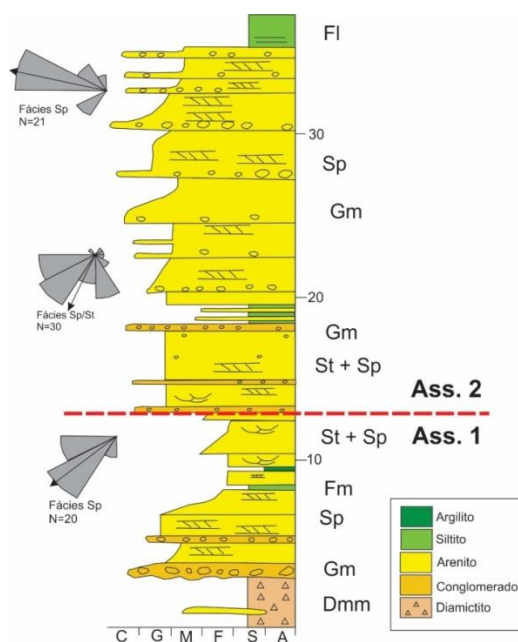 Fl
Fácies Sp
N=21
30
Sp
Gm
20
Fácies Sp/St
N=30
Gm
St + Sp
Ass. 2
Ass. 1
St + Sp
10
Fácies Sp
N=20
Fm
Sp
Gm
Dmm
C G M F S A
Argilito
Siltito
Arenito
Conglomerado
Diamictito